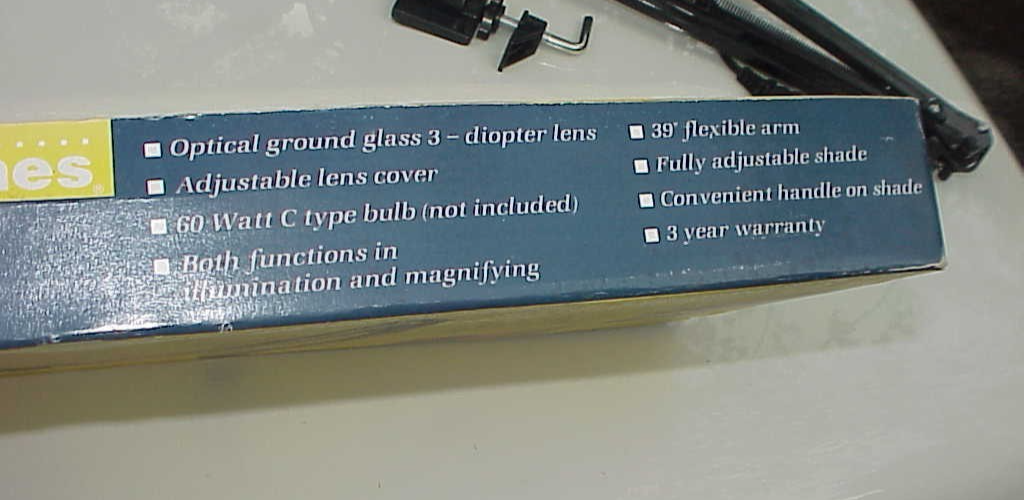 nes®
Optical ground glass 3 – diopter lens
Adjustable lens cover
60 Watt C type bulb (not included)
Both functions in
illumination and magnifying
39" flexible arm
Fully adjustable shade
Convenient handle on shade
3 year warranty